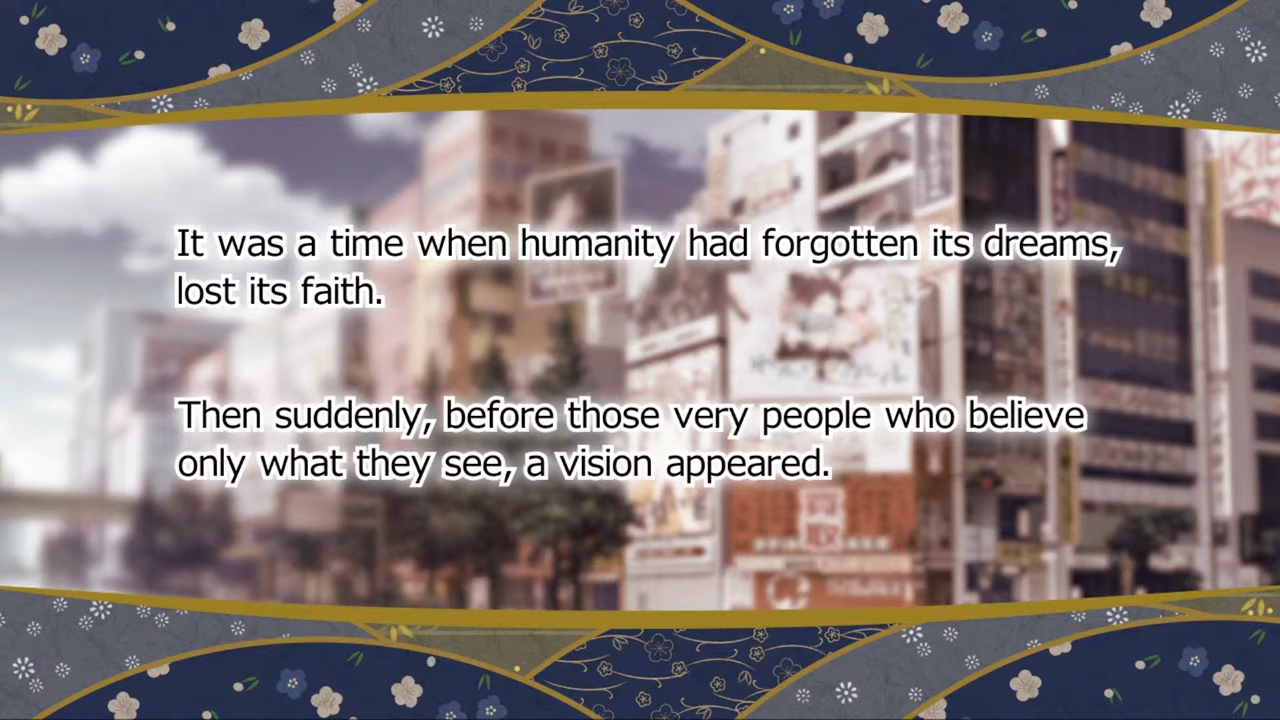 It was a time when humanity had forgotten its dreams,
lost its faith.
Then suddenly, before those very people who believe
only what they see, a vision appeared.